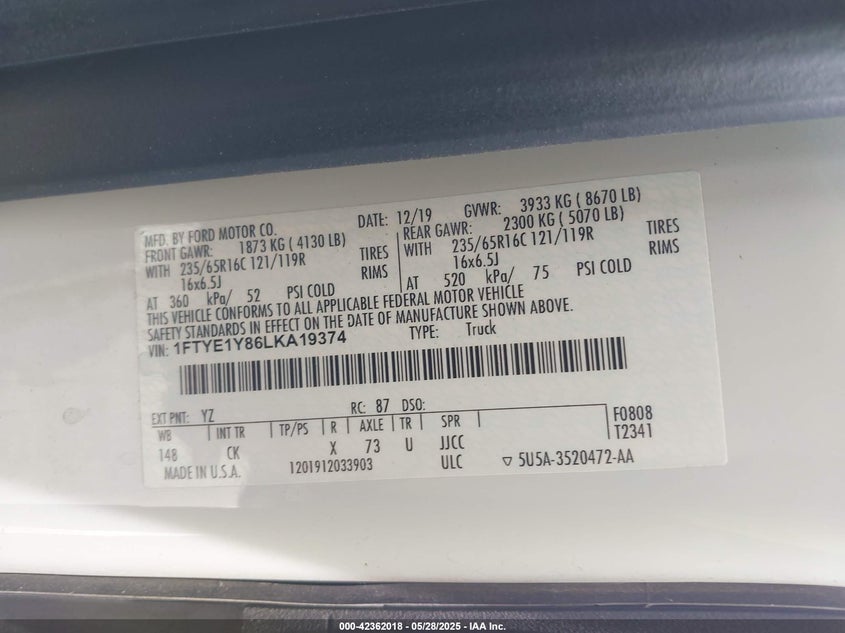 MFD. BY FORD MOTOR CO.
DATE: 12/19 GVWR: 3933 KG ( 8670 LB)
FRONT GAWR: 1873 KG ( 4130 LB)
WITH 235/65R16C 121/119R TIRES
16x6.5J RIMS
AT 360 kPa/ 52 PSI COLD
REAR GAWR: 2300 KG ( 5070 LB)
WITH 235/65R16C 121/119R TIRES
16x6.5J RIMS
AT 520 kPa/ 75 PSI COLD
THIS VEHICLE CONFORMS TO ALL APPLICABLE FEDERAL MOTOR VEHICLE
SAFETY STANDARDS IN EFFECT ON THE DATE OF MANUFACTURE SHOWN ABOVE.
VIN: 1FTYE1Y86LKA19374 TYPE: Truck
EXT PNT: YZ RC: 87 DSO:
WB INT TR TP/PS R AXLE TR SPR F0808
148 CK X 73 U JJCC T2341
MADE IN U.S.A. 1201912033903 ULC ▽ 5U5A-3520472-AA
000-42362018 - 05/28/2025 - IAA Inc.